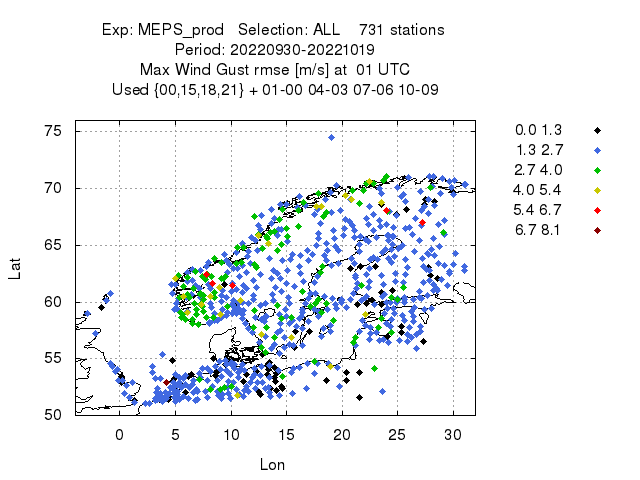 Exp: MEPS_prod   Selection: ALL    731 stations
Period: 20220930-20221019
Max Wind Gust rmse [m/s] at  01 UTC
Used {00,15,18,21} + 01-00 04-03 07-06 10-09
0.0 1.3
1.3 2.7
2.7 4.0
4.0 5.4
5.4 6.7
6.7 8.1
75
70
65
60
55
50
Lat
0 5 10 15 20 25 30
Lon